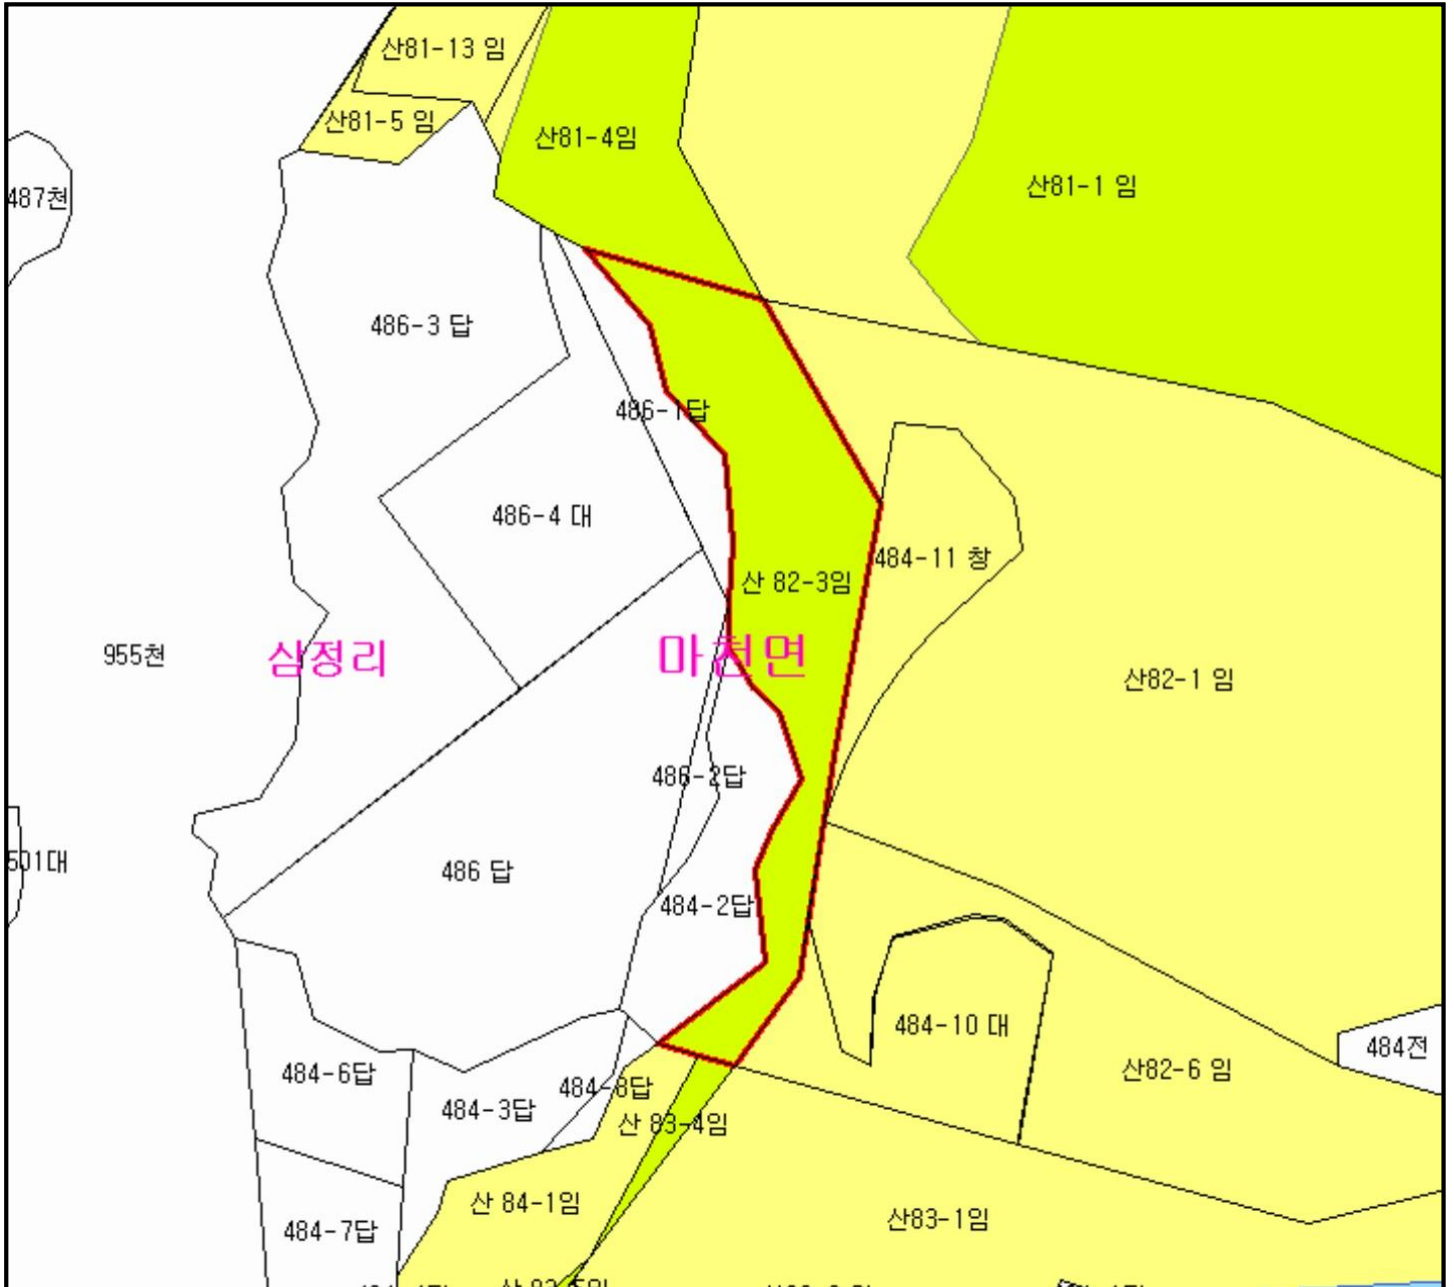 산81-13 임
산81-5 임
산81-4임
산81-1 임
487천
486-3 답
486-1답
486-4 대
산 82-3임
484-11 창
955천
삼정리
마천면
산82-1 임
486-2답
501대
486 답
484-2답
484-10 대
484전
484-6답
산82-6 임
484-8답
484-3답
산 83-4임
산 84-1임
484-7답
산83-1임